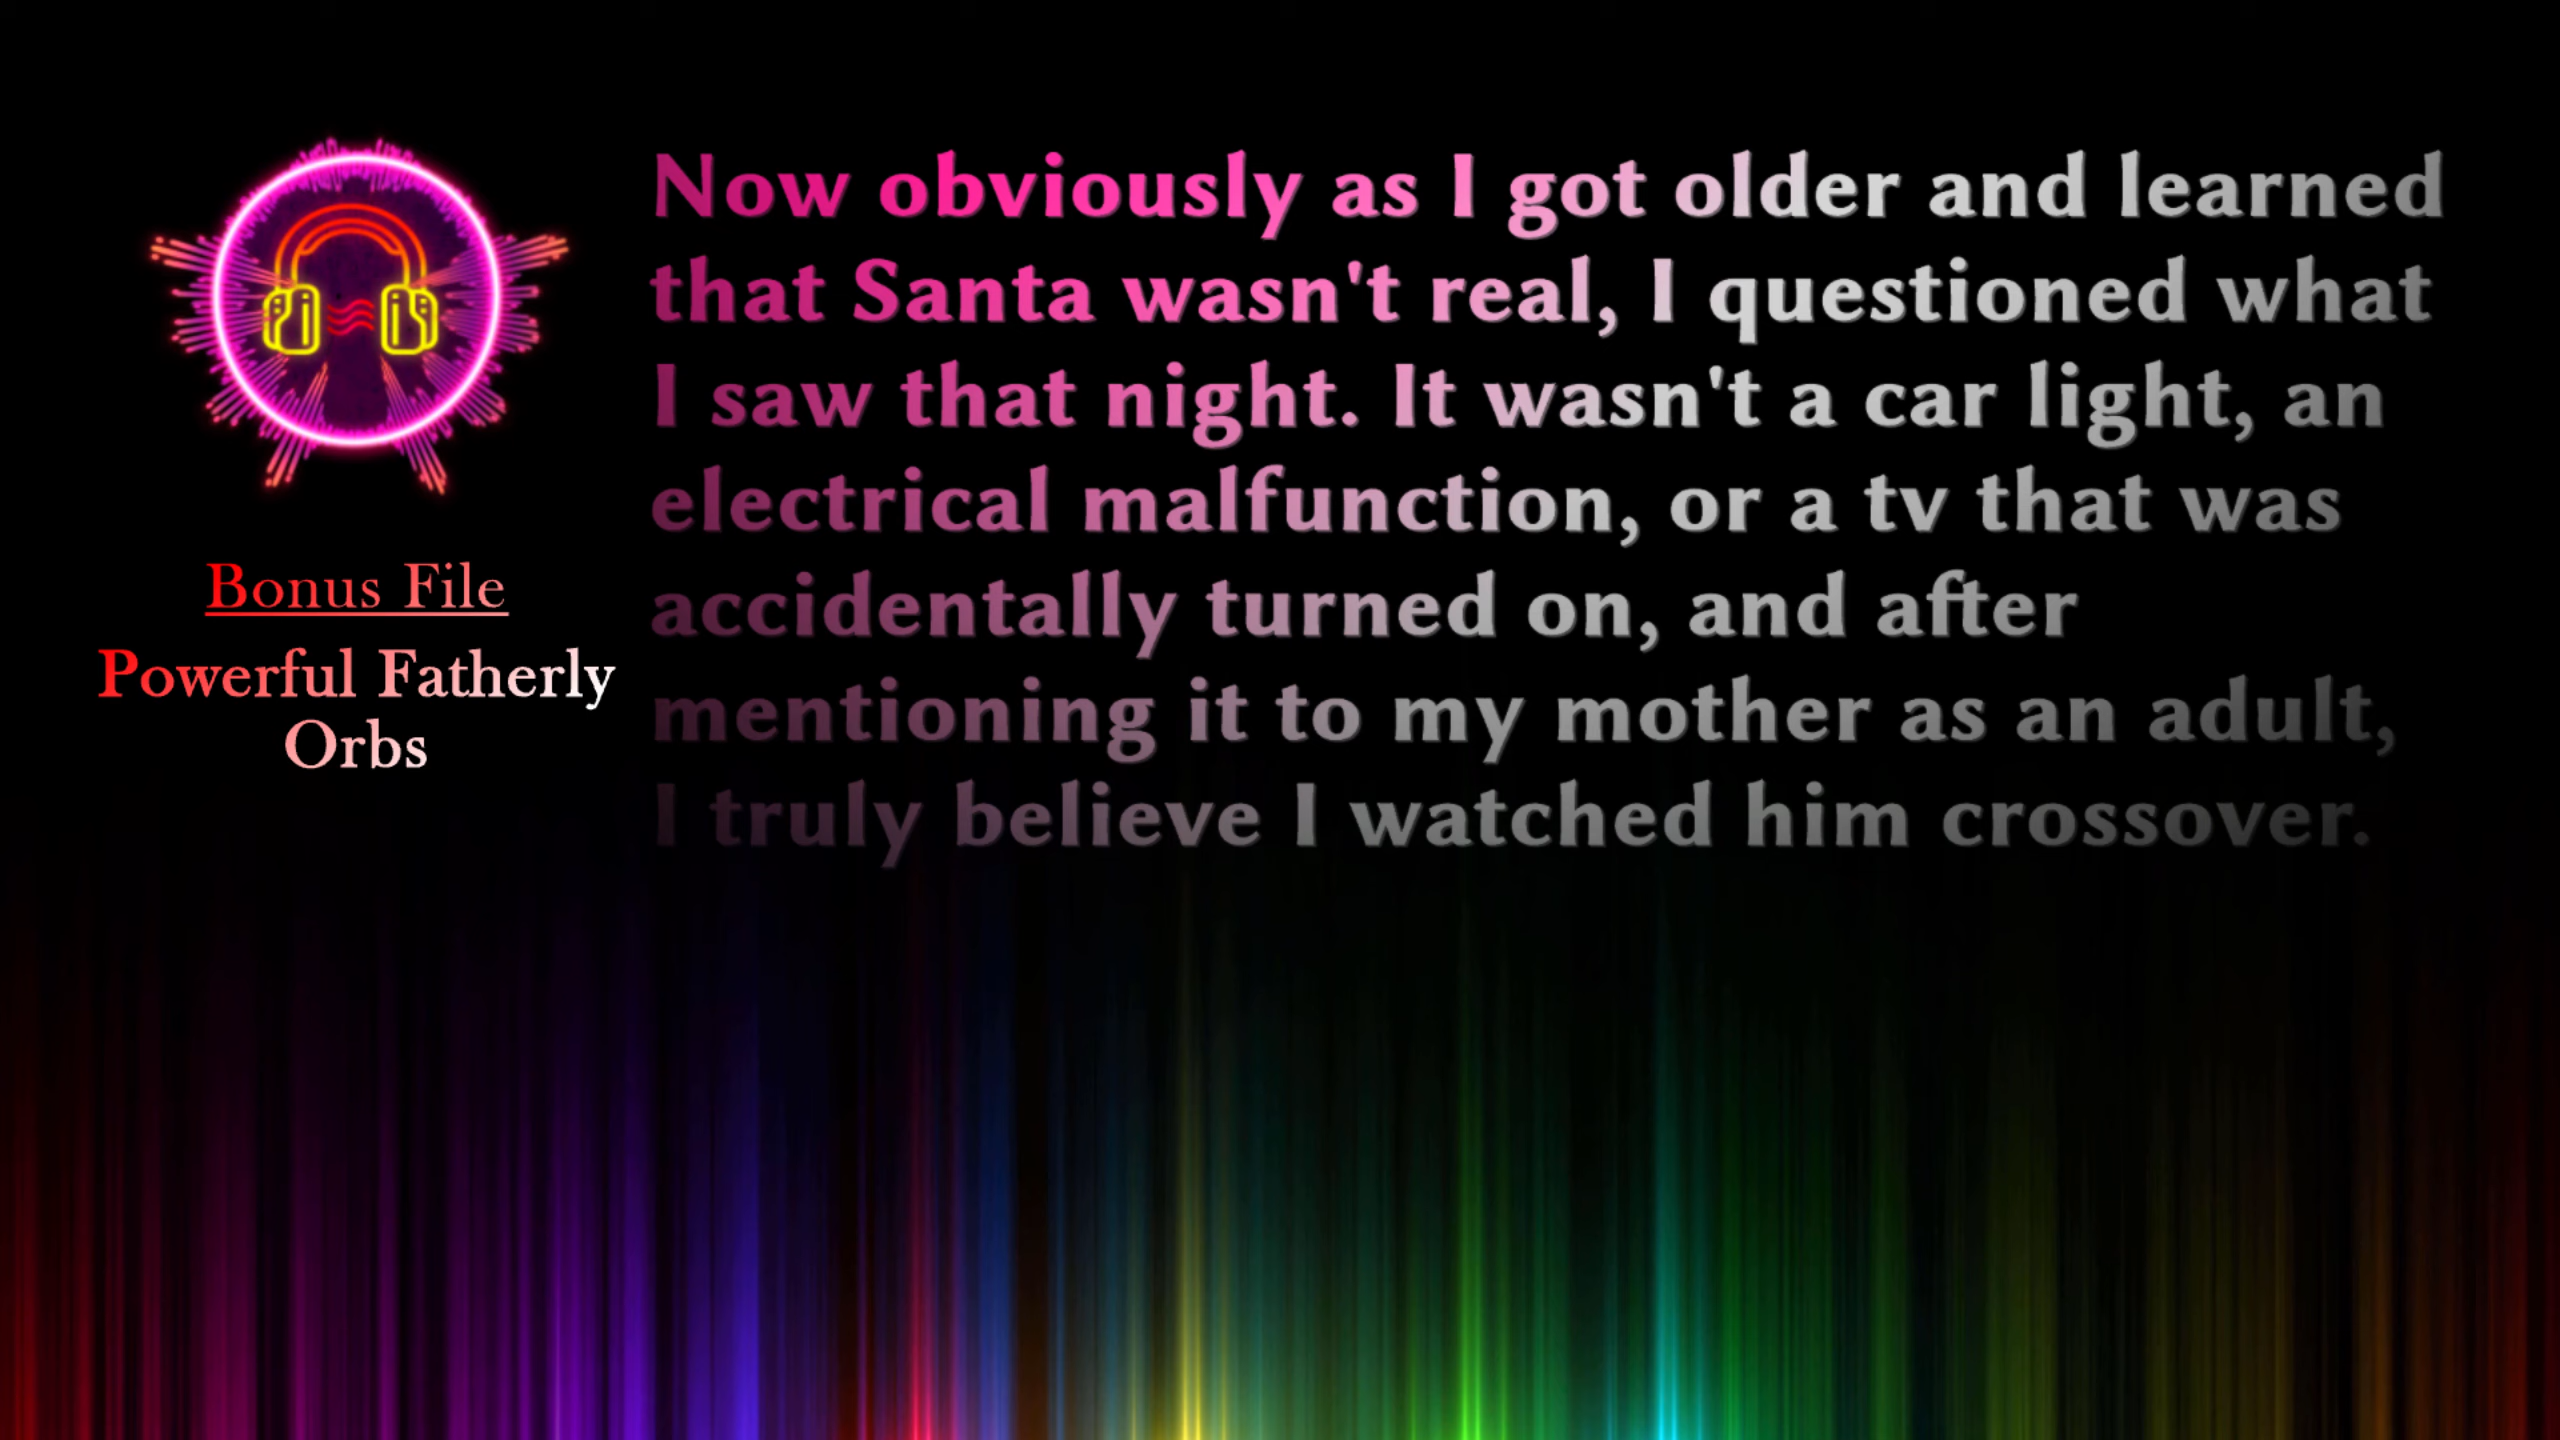 Bonus File
Powerful Fatherly
Orbs
Now obviously as I got older and learned
that Santa wasn't real, I questioned what
I saw that night. It wasn't a car light, an
electrical malfunction, or a tv that was
accidentally turned on, and after
mentioning it to my mother as an adult,
I truly believe I watched him crossover.